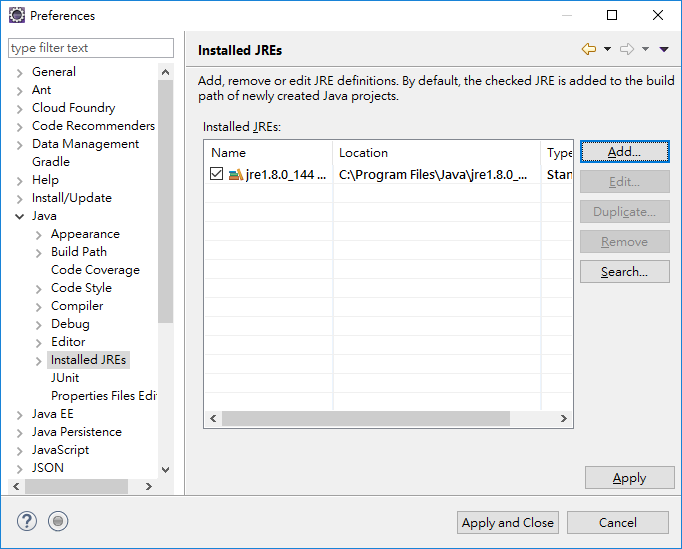 Preferences
type filter text
General
Ant
Cloud Foundry
Code Recommenders
Data Management
Gradle
Help
Install/Update
Java
Appearance
Build Path
Code Coverage
Code Style
Compiler
Debug
Editor
Installed JREs
JUnit
Properties Files Edi
Java EE
Java Persistence
JavaScript
JSON
Installed JREs
Add, remove or edit JRE definitions. By default, the checked JRE is added to the build
path of newly created Java projects.
Installed JREs:
Name Location Type
jre1.8.0_144 ... C:\Program Files\Java\jre1.8.0_... Stan
Add...
Edit...
Duplicate...
Remove
Search...
Apply
Apply and Close Cancel